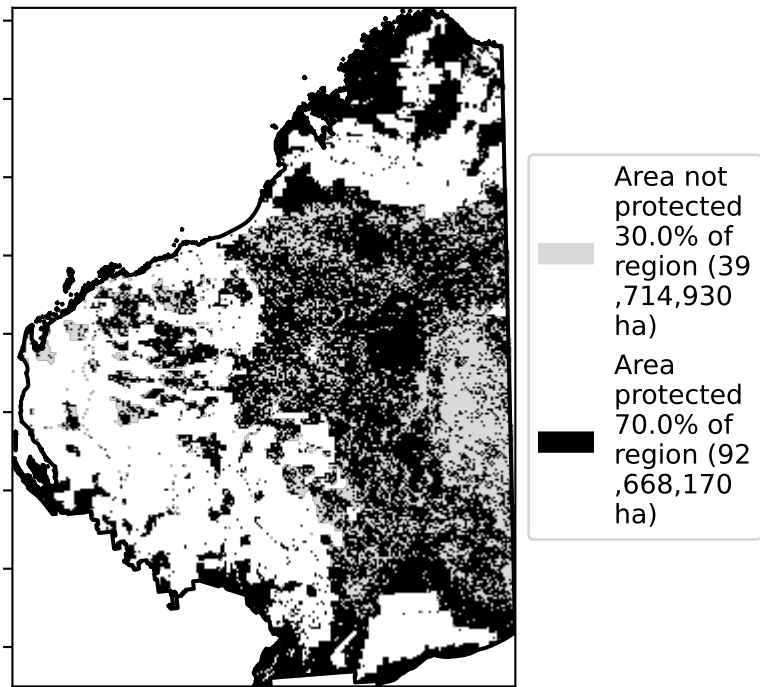 Area not
protected
30.0% of
region (39
,714,930
ha)
Area
protected
70.0% of
region (92
,668,170
ha)